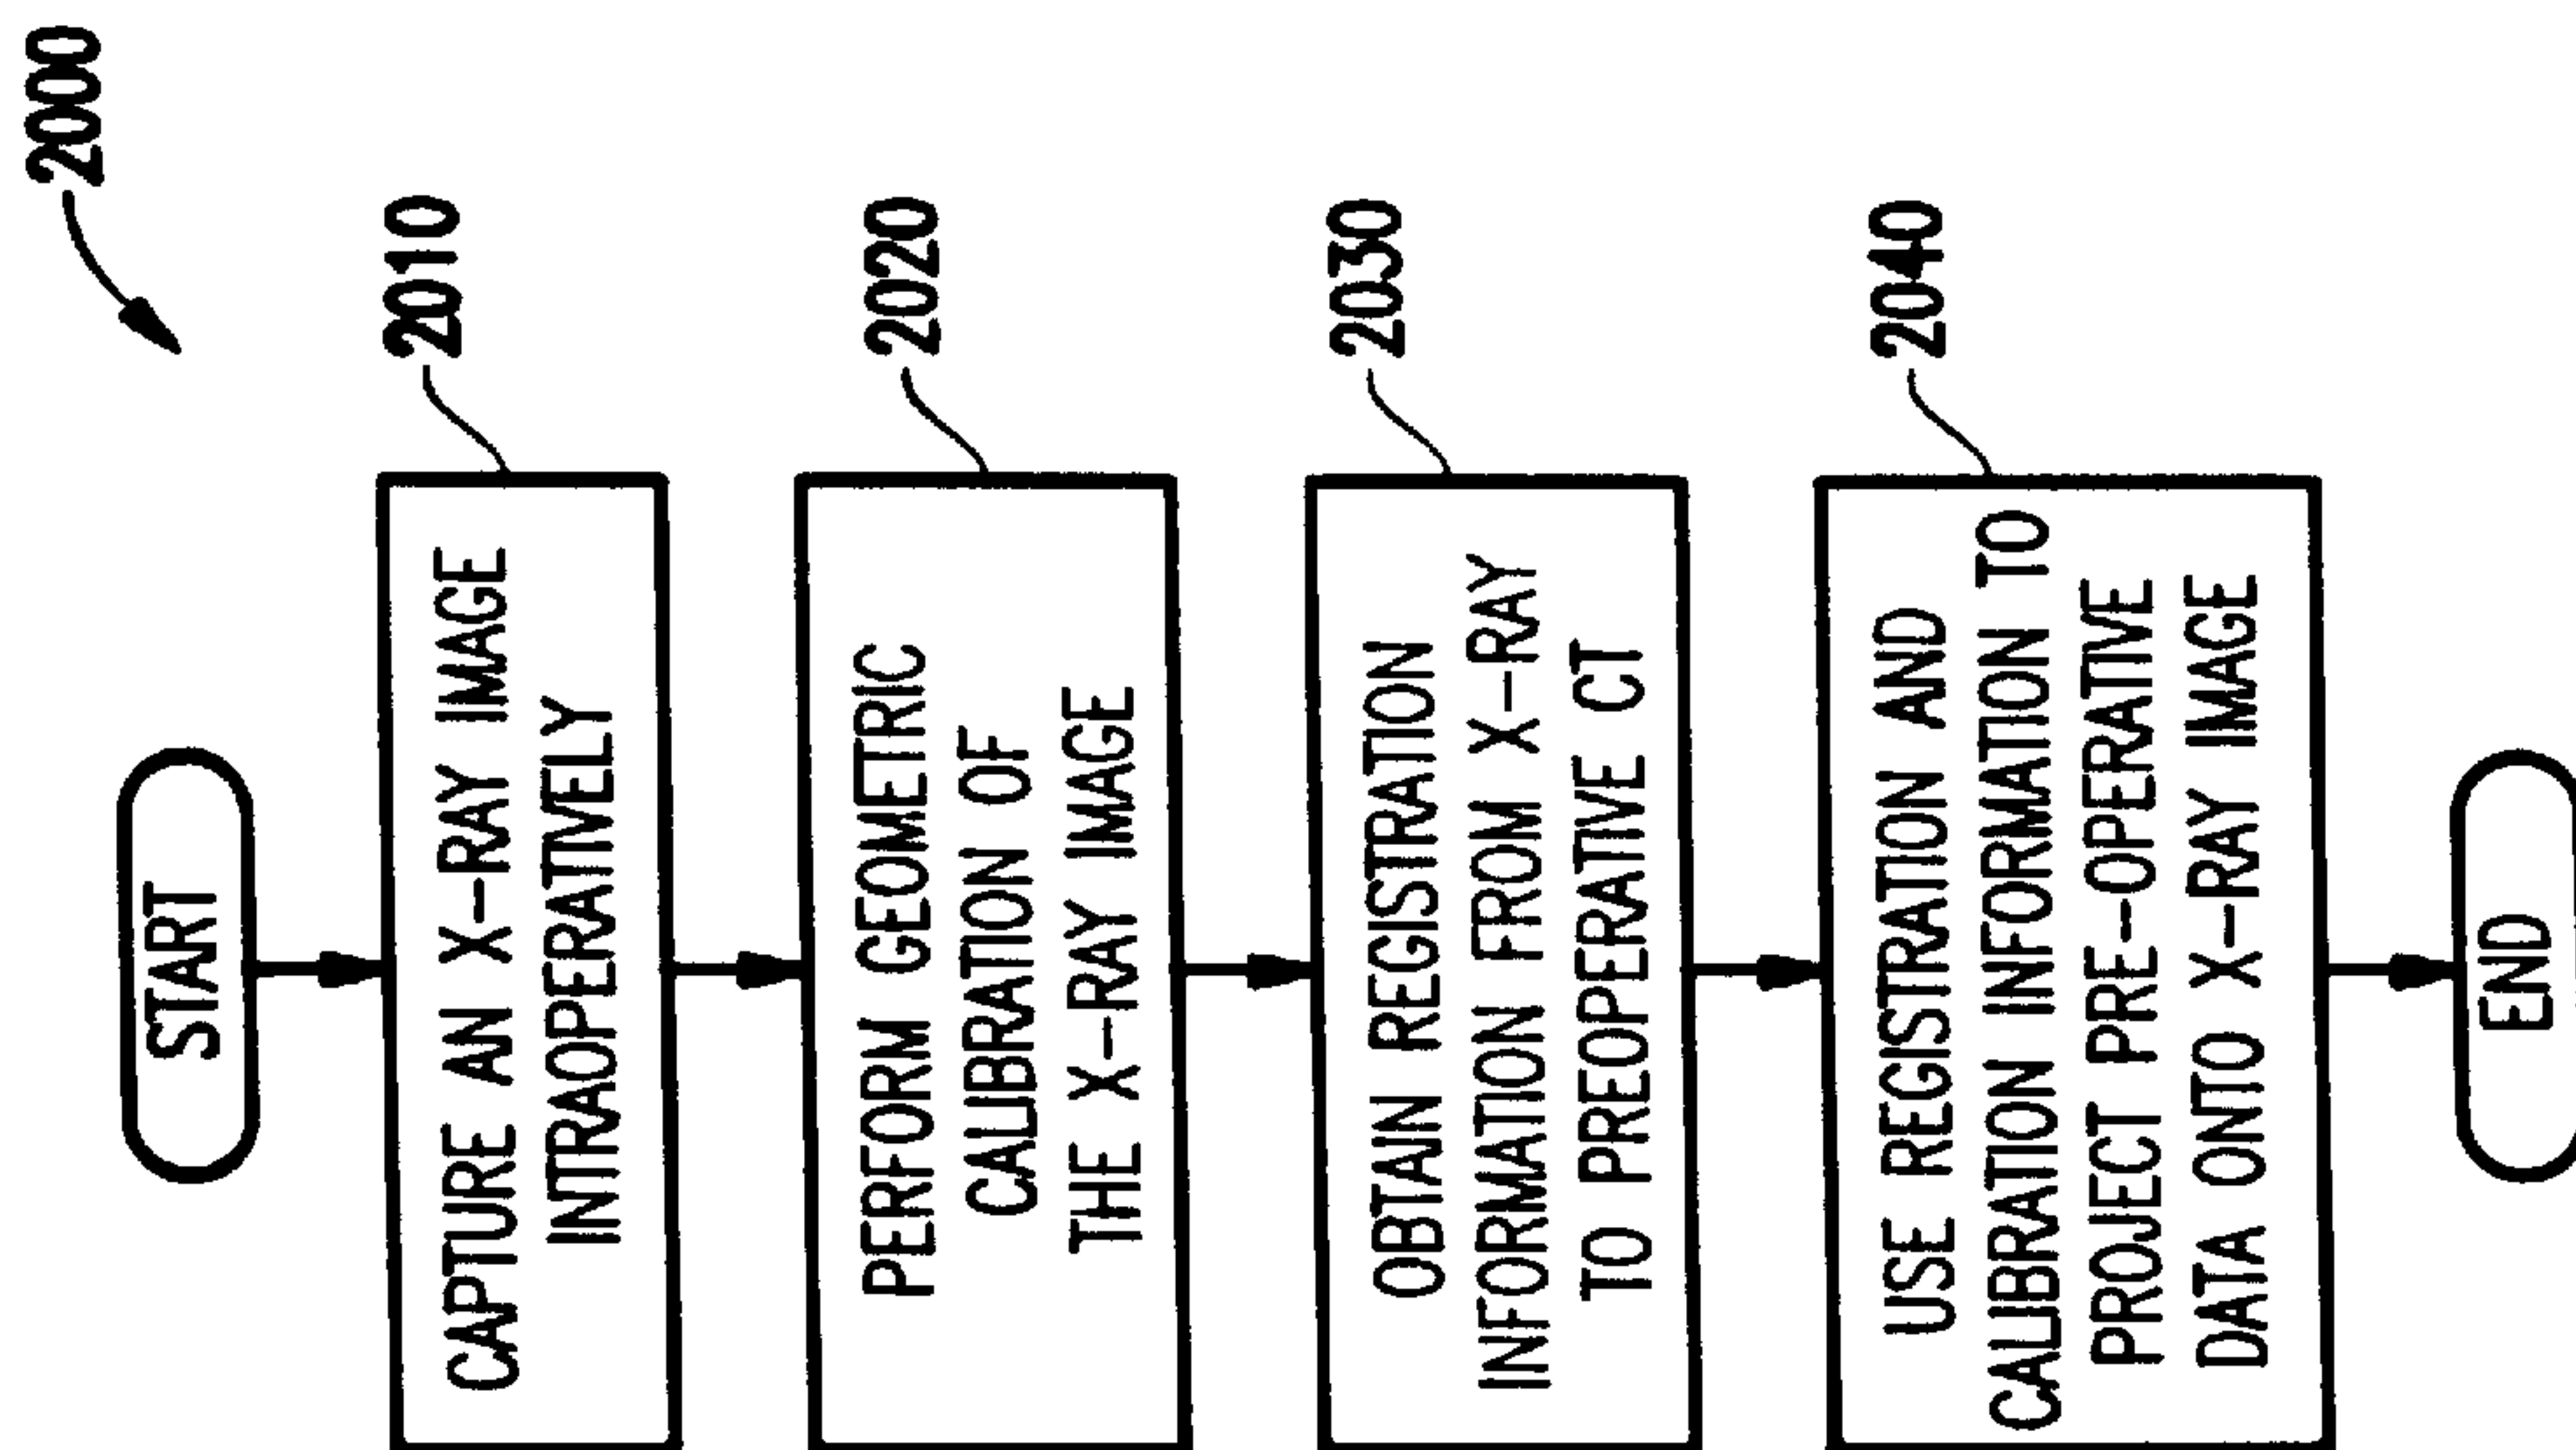 2000
START
2010
CAPTURE AN X-RAY IMAGE
INTRAOPERATIVELY
2020
PERFORM GEOMETRIC
CALIBRATION OF
THE X-RAY IMAGE
2030
OBTAIN REGISTRATION
INFORMATION FROM X-RAY
TO PREOPERATIVE CT
2040
USE REGISTRATION AND
CALIBRATION INFORMATION TO
PROJECT PRE-OPERATIVE
DATA ONTO X-RAY IMAGE
END